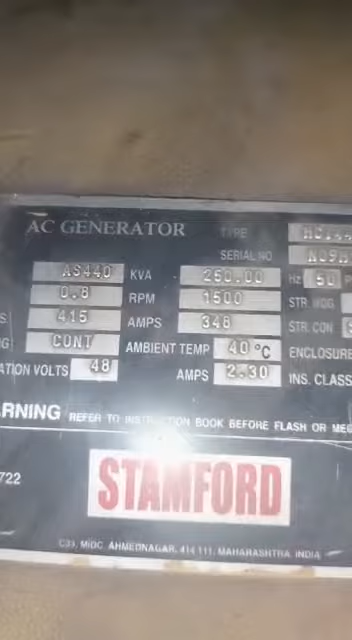 AC GENERATOR TYPE
SERIAL NO N09H
AS440 KVA 250.00 Hz 50
0.8 RPM 1500 STR. WDG
415 AMPS 348 STR. CON
CONT AMBIENT TEMP 40 °C ENCLOSURE
ATION VOLTS 48 AMPS 2.30 INS. CLASS
ARNING REFER TO INSTRUCTION BOOK BEFORE FLASH OR MEG
722
STAMFORD
C33, MIDC, AHMEDNAGAR, 414 111, MAHARASHTRA, INDIA